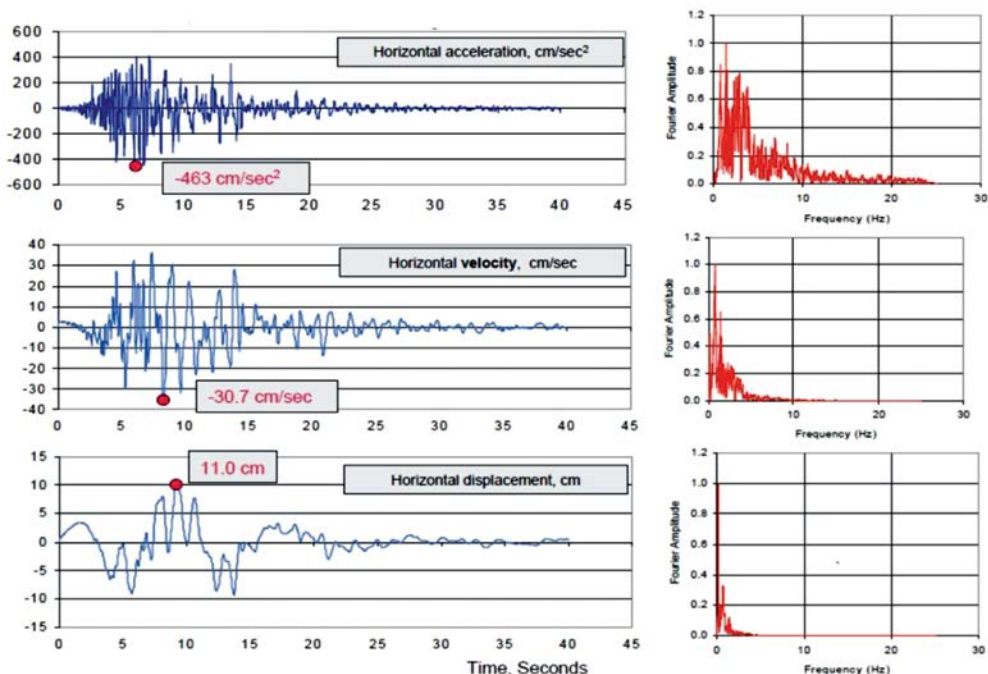 600
400
200
0
-200
-400
-600
0 5 10 15 20 25 30 35 40 45
Horizontal acceleration, cm/sec²
-463 cm/sec²
1.2
1.0
0.8
0.6
0.4
0.2
0.0
0 10 20 30
Fourier Amplitude
Frequency (Hz)
40
30
20
10
0
-10
-20
-30
-40
0 5 10 15 20 25 30 35 40 45
Horizontal velocity, cm/sec
-30.7 cm/sec
1.2
1.0
0.8
0.6
0.4
0.2
0.0
0 10 20 30
Fourier Amplitude
Frequency (Hz)
15
10
5
0
-5
-10
-15
0 5 10 15 20 25 30 35 40 45
11.0 cm
Horizontal displacement, cm
Time, Seconds
1.2
1.0
0.8
0.6
0.4
0.2
0.0
0 10 20 30
Fourier Amplitude
Frequency (Hz)